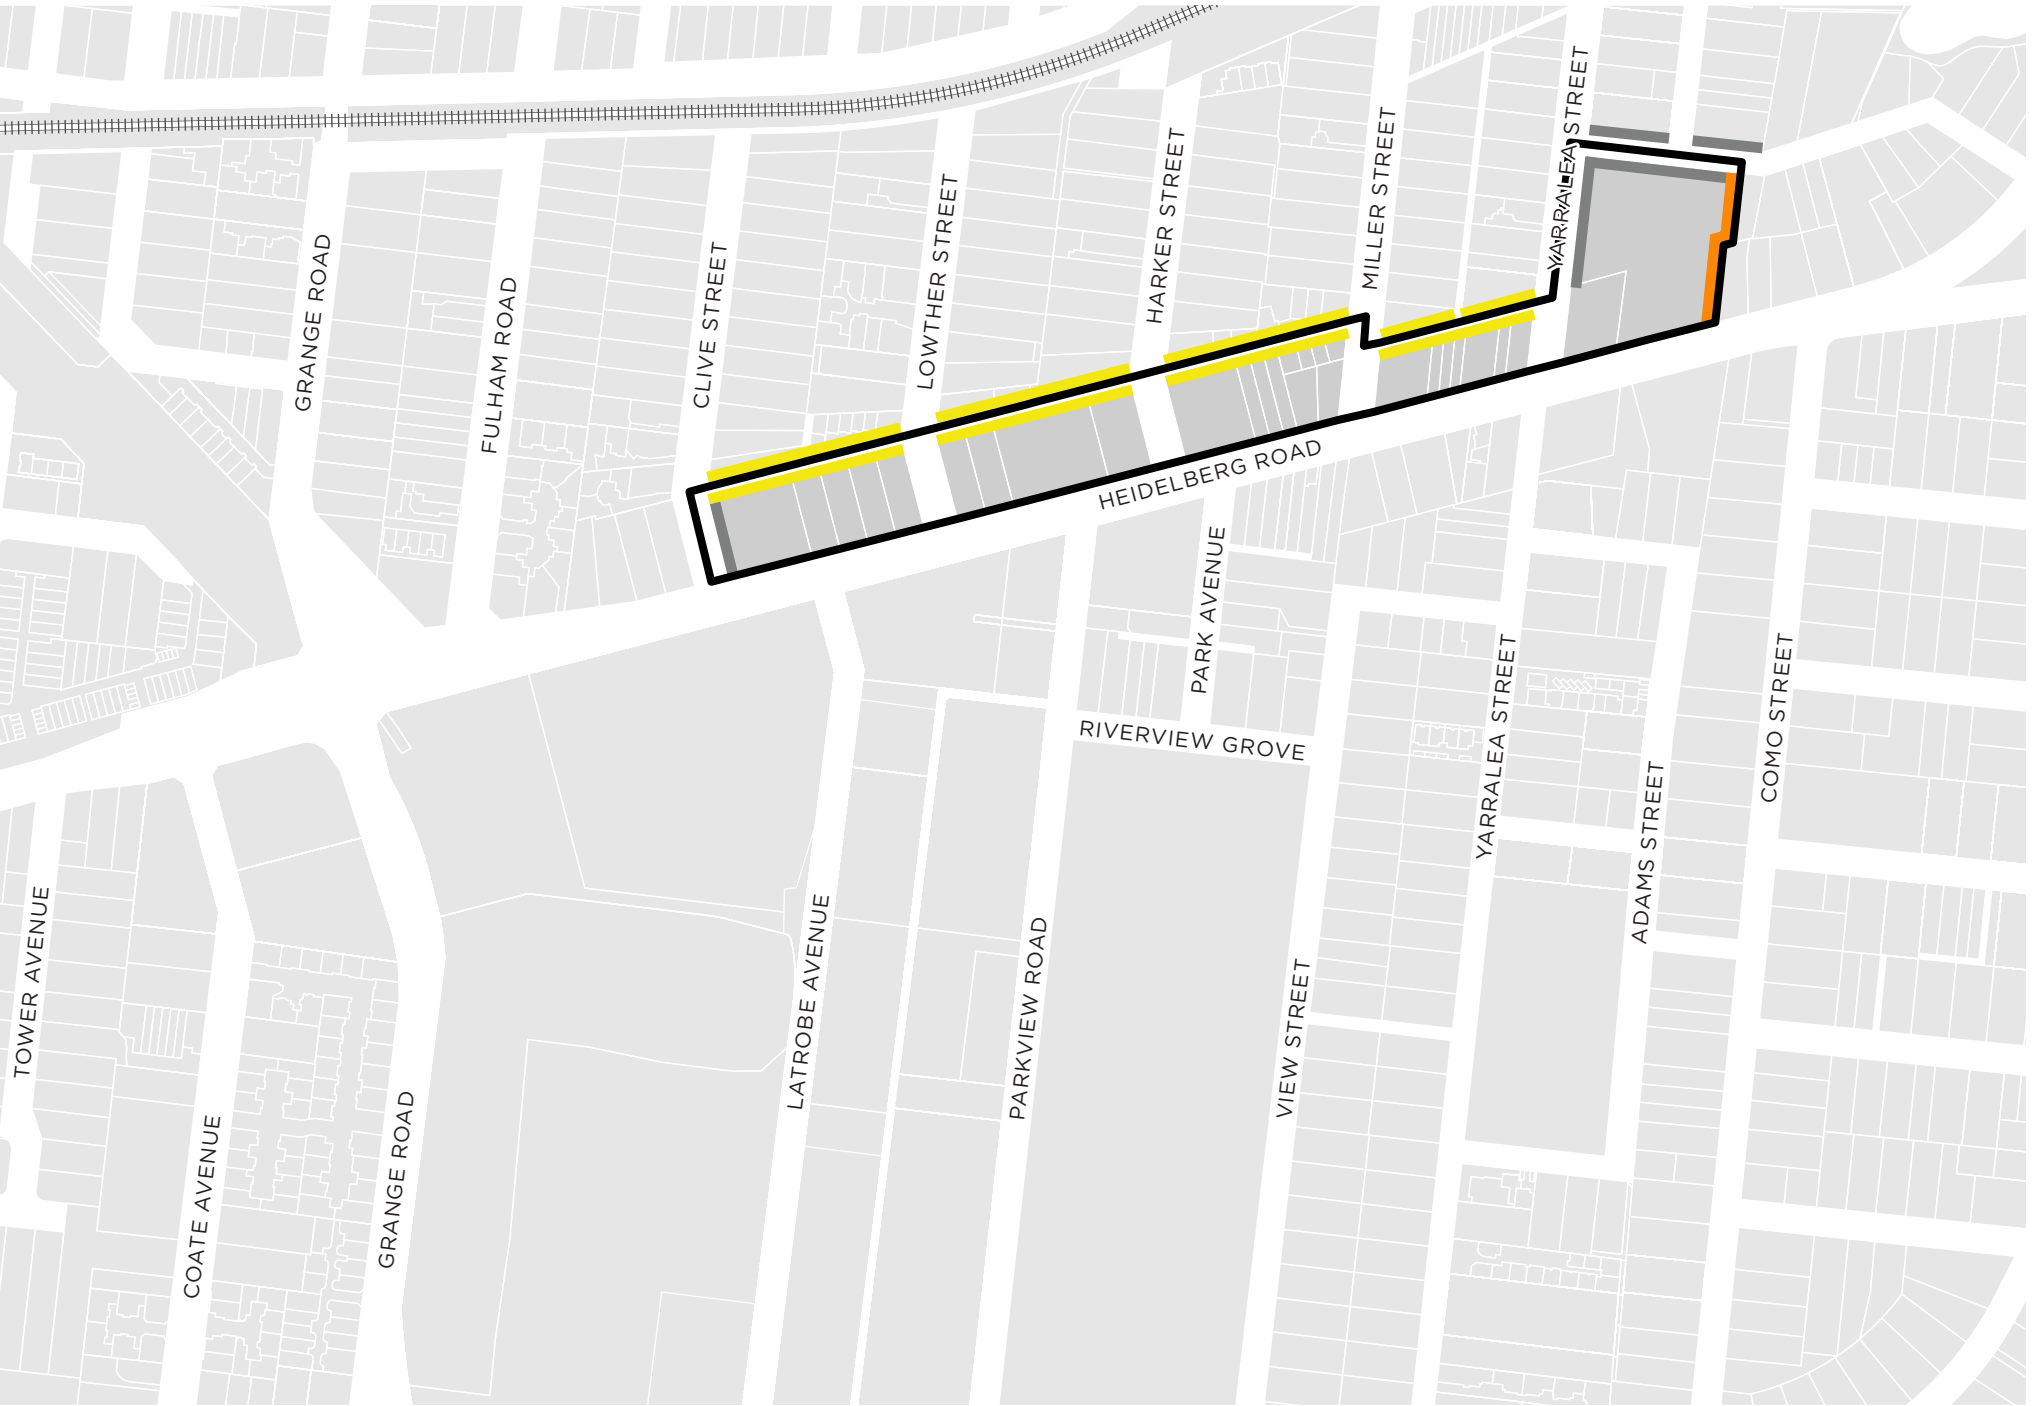 YARRALEA STREET
MILLER STREET
HARKER STREET
LOWTHER STREET
CLIVE STREET
GRANGE ROAD
FULHAM ROAD
HEIDELBERG ROAD
PARK AVENUE
RIVERVIEW GROVE
YARRALEA STREET
COMO STREET
ADAMS STREET
TOWER AVENUE
LATROBE AVENUE
PARKVIEW ROAD
VIEW STREET
COATE AVENUE
GRANGE ROAD